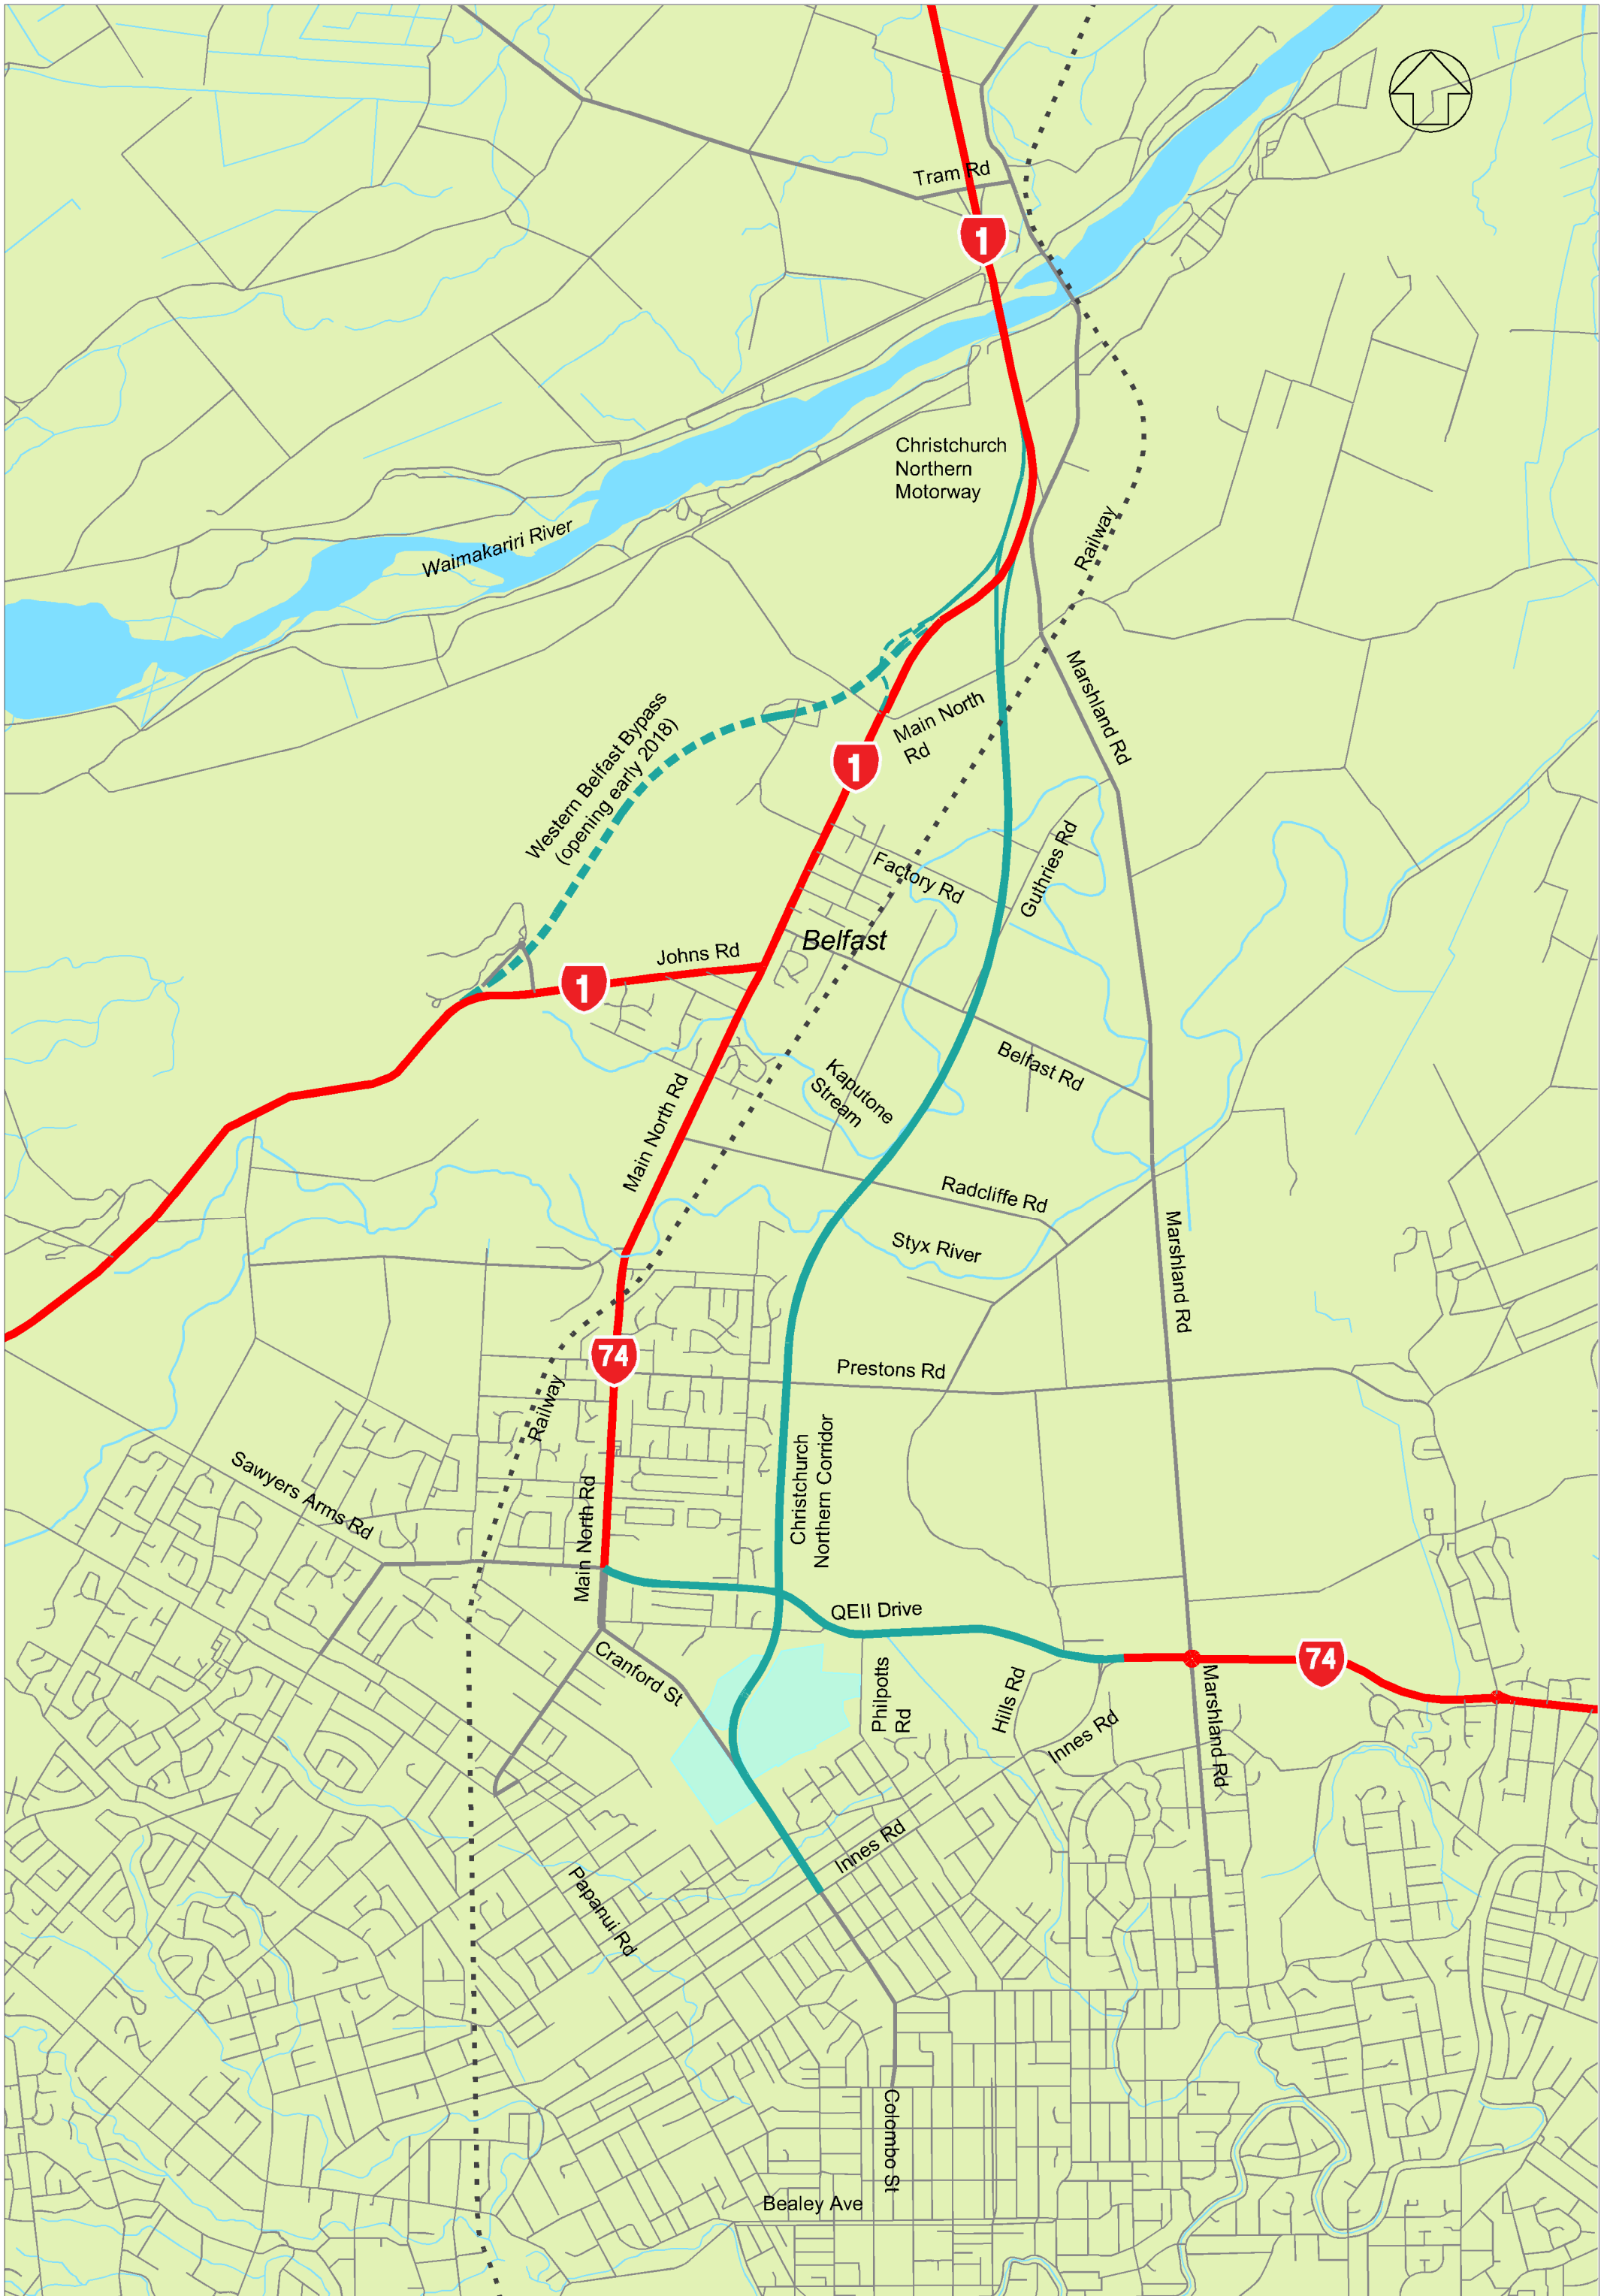 Tram Rd
1
Christchurch
Northern
Motorway
Waimakariri River
Railway
Marshland Rd
Main North
Rd
Western Belfast Bypass
(opening early 2018)
1
Factory Rd
Guthries Rd
Belfast
Johns Rd
1
Belfast Rd
Kaputone
Stream
Main North Rd
Radcliffe Rd
Styx River
Marshland Rd
74
Prestons Rd
Railway
Christchurch
Northern Corridor
Sawyers Arms Rd
Main North Rd
QEII Drive
Cranford St
74
Philpotts
Rd
Hills Rd
Innes Rd
Marshland Rd
Innes Rd
Papanui Rd
Colombo St
Bealey Ave